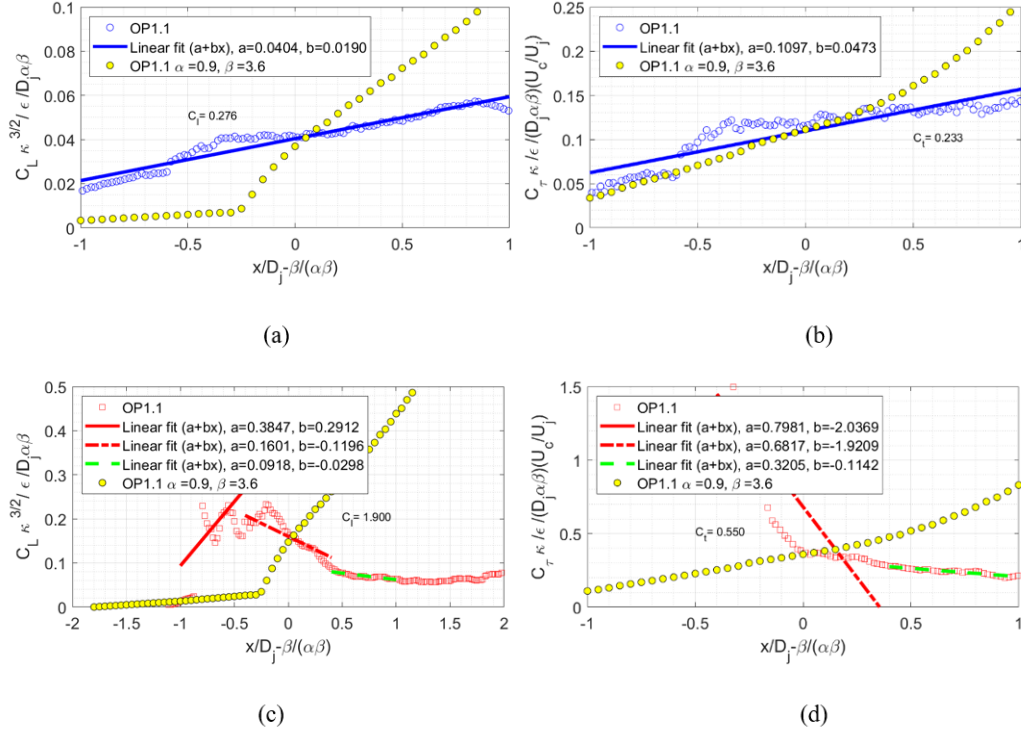 0.1
OP1.1
Linear fit (a+bx), a=0.0404, b=0.0190
OP1.1 α =0.9, β =3.6
0.08
0.06
0.04
0.02
0
C_l= 0.276
C_L κ^3/2/ ϵ /D_jαβ
-1 -0.5 0 0.5 1
x/D_j-β/(αβ)
(a)
0.25
OP1.1
Linear fit (a+bx), a=0.1097, b=0.0473
OP1.1 α =0.9, β =3.6
0.2
0.15
0.1
0.05
0
C_t= 0.233
C_τ κ /ϵ /(D_jαβ)(U_c/U_j)
-1 -0.5 0 0.5 1
x/D_j-β/(αβ)
(b)
0.5
OP1.1
Linear fit (a+bx), a=0.3847, b=0.2912
Linear fit (a+bx), a=0.1601, b=-0.1196
Linear fit (a+bx), a=0.0918, b=-0.0298
OP1.1 α =0.9, β =3.6
0.4
0.3
0.2
0.1
0
C_l= 1.900
C_L κ^3/2/ ϵ /D_jαβ
-2 -1.5 -1 -0.5 0 0.5 1 1.5 2
x/D_j-β/(αβ)
(c)
1.5
OP1.1
Linear fit (a+bx), a=0.7981, b=-2.0369
Linear fit (a+bx), a=0.6817, b=-1.9209
Linear fit (a+bx), a=0.3205, b=-0.1142
OP1.1 α =0.9, β =3.6
1
0.5
0
C_t= 0.550
C_τ κ /ϵ /(D_jαβ)(U_c/U_j)
-1 -0.5 0 0.5 1
x/D_j-β/(αβ)
(d)